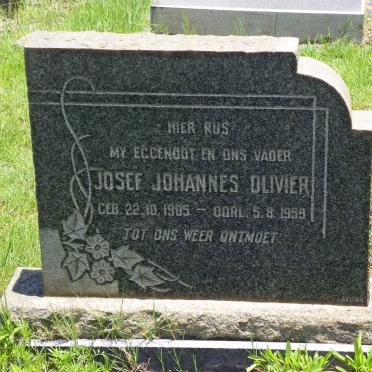 HIER RUS
MY EGGENOOT EN ONS VADER
JOSEF JOHANNES OLIVIER
GEB. 22.10.1905 — OORL. 5.8.1959
TOT ONS WEER ONTMOET